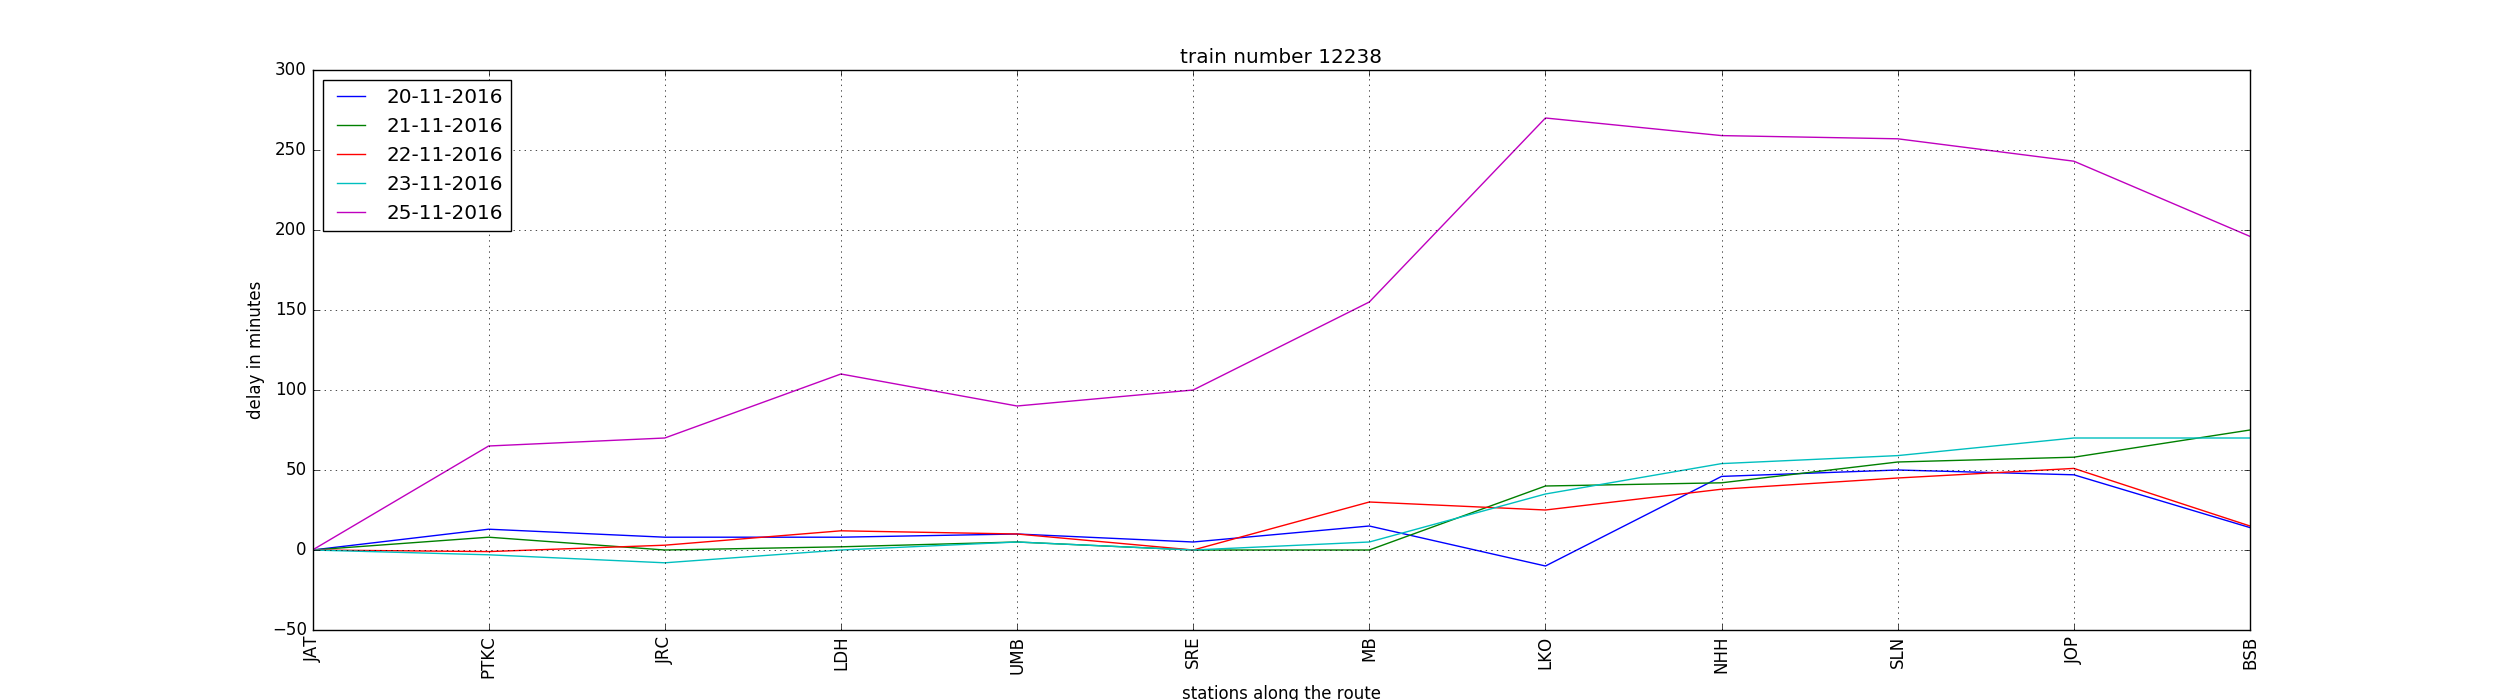 train number 12238
300
250
200
150
100
50
0
−50
delay in minutes
20-11-2016
21-11-2016
22-11-2016
23-11-2016
25-11-2016
JAT
PTKC
JRC
LDH
UMB
SRE
MB
LKO
NHH
SLN
JOP
BSB
stations along the route